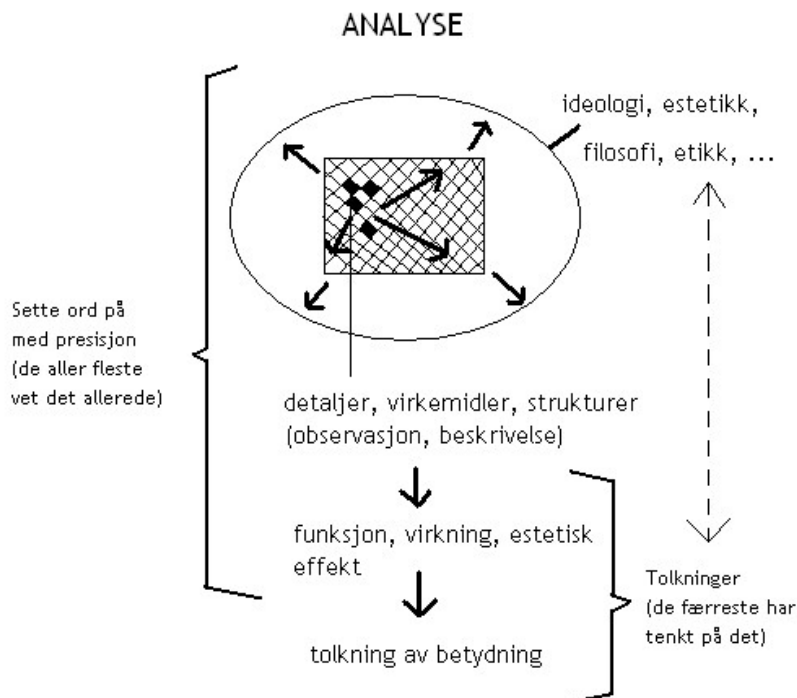 ANALYSE
ideologi, estetikk,
filosofi, etikk, ...
Sette ord på
med presisjon
(de aller fleste
vet det allerede)
detaljer, virkemidler, strukturer
(observasjon, beskrivelse)
funksjon, virkning, estetisk
effekt
tolkning av betydning
Tolkninger
(de færreste har
tenkt på det)